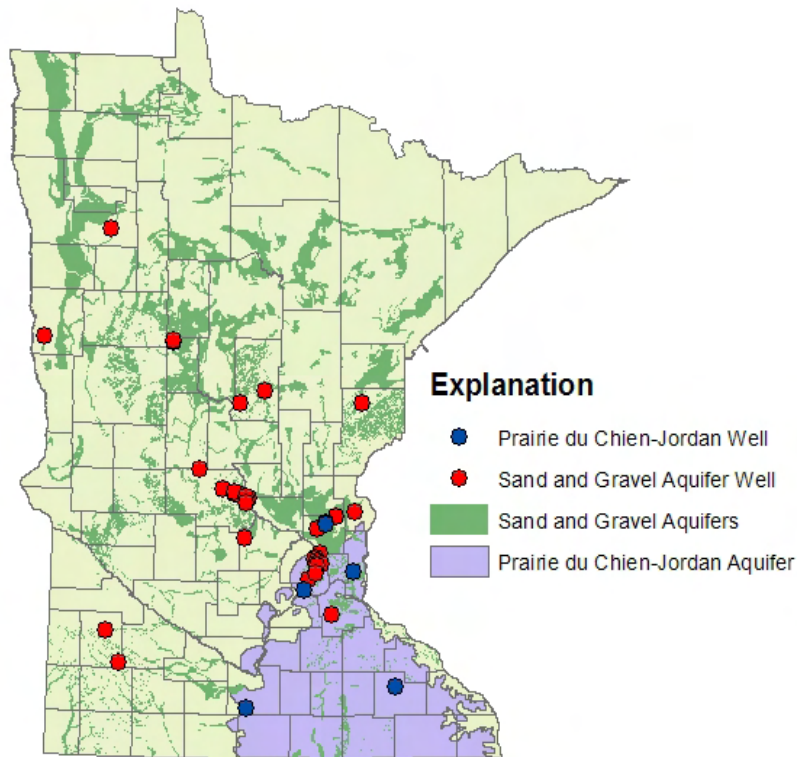 Explanation
Prairie du Chien-Jordan Well
Sand and Gravel Aquifer Well
Sand and Gravel Aquifers
Prairie du Chien-Jordan Aquifer